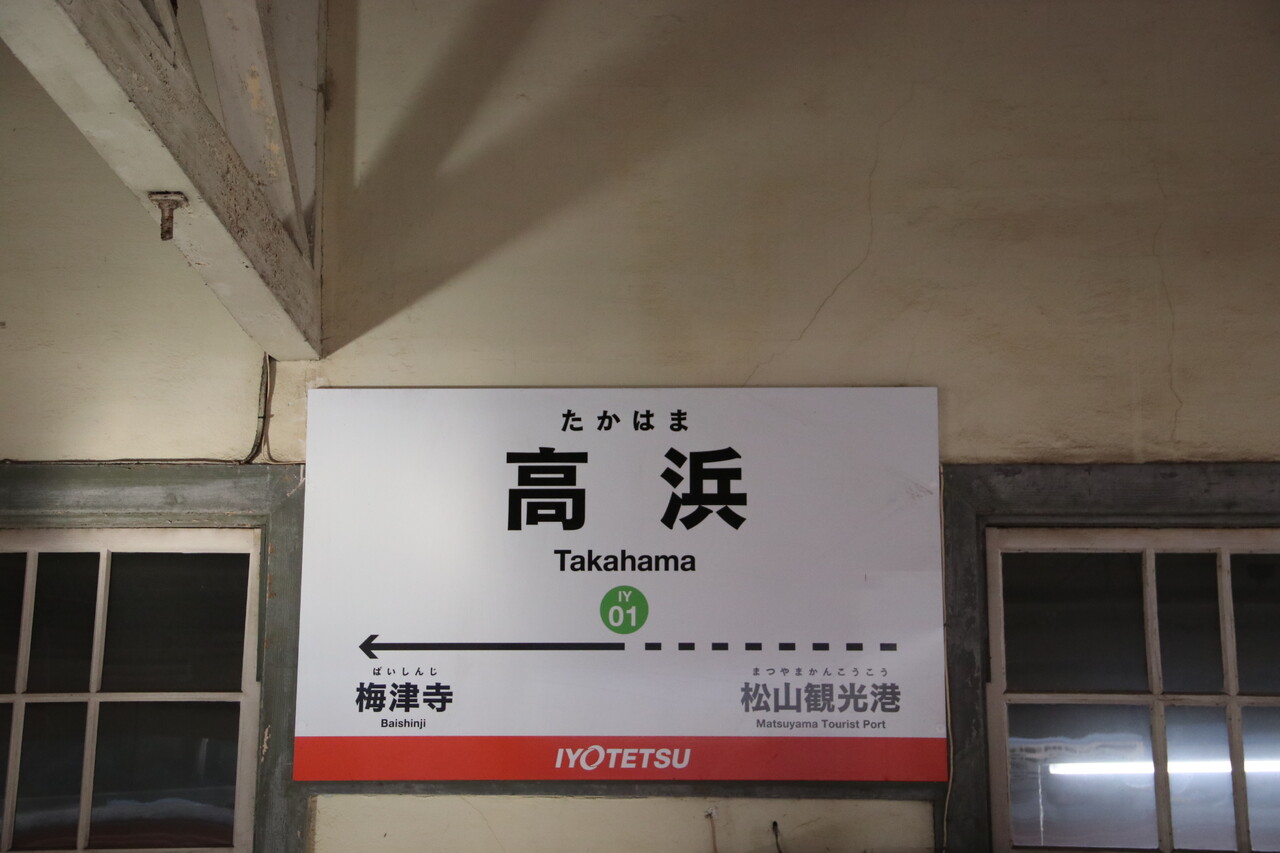 たかはま
高浜
Takahama
IY
01
ばいしんじ
梅津寺
Baishinji
まつやまかんこうこう
松山観光港
Matsuyama Tourist Port
IYOTETSU